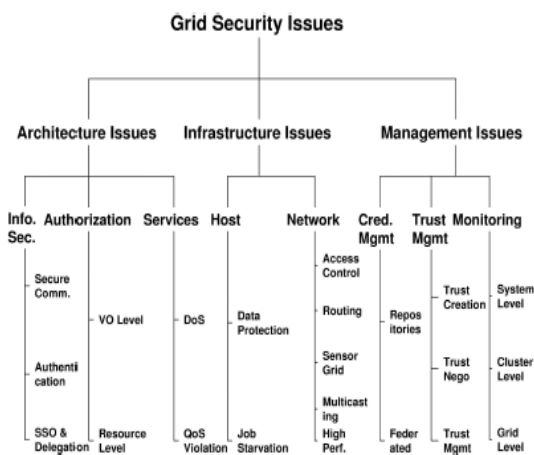 Grid Security Issues
Architecture Issues Infrastructure Issues Management Issues
Info. Authorization Services Host Network Cred. Trust Monitoring
Sec. Mgmt Mgmt
Secure
Comm.
Authenti
cation
SSO &
Delegation
VO Level
Resource
Level
DoS
QoS
Violation
Data
Protection
Job
Starvation
Access
Control
Routing
Sensor
Grid
Multicast
ing
High
Perf.
Repos
itories
Feder
ated
Trust
Creation
Trust
Nego
Trust
Mgmt
System
Level
Cluster
Level
Grid
Level